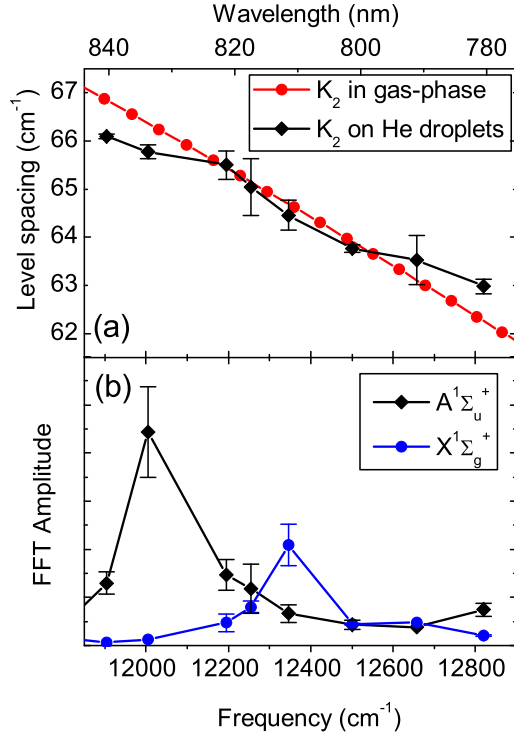 Wavelength (nm)
840 820 800 780
67
66
65
64
63
62
Level spacing (cm⁻¹)
K₂ in gas-phase
K₂ on He droplets
(a)
(b)
A¹Σᵤ⁺
X¹Σg⁺
FFT Amplitude
12000 12200 12400 12600 12800
Frequency (cm⁻¹)